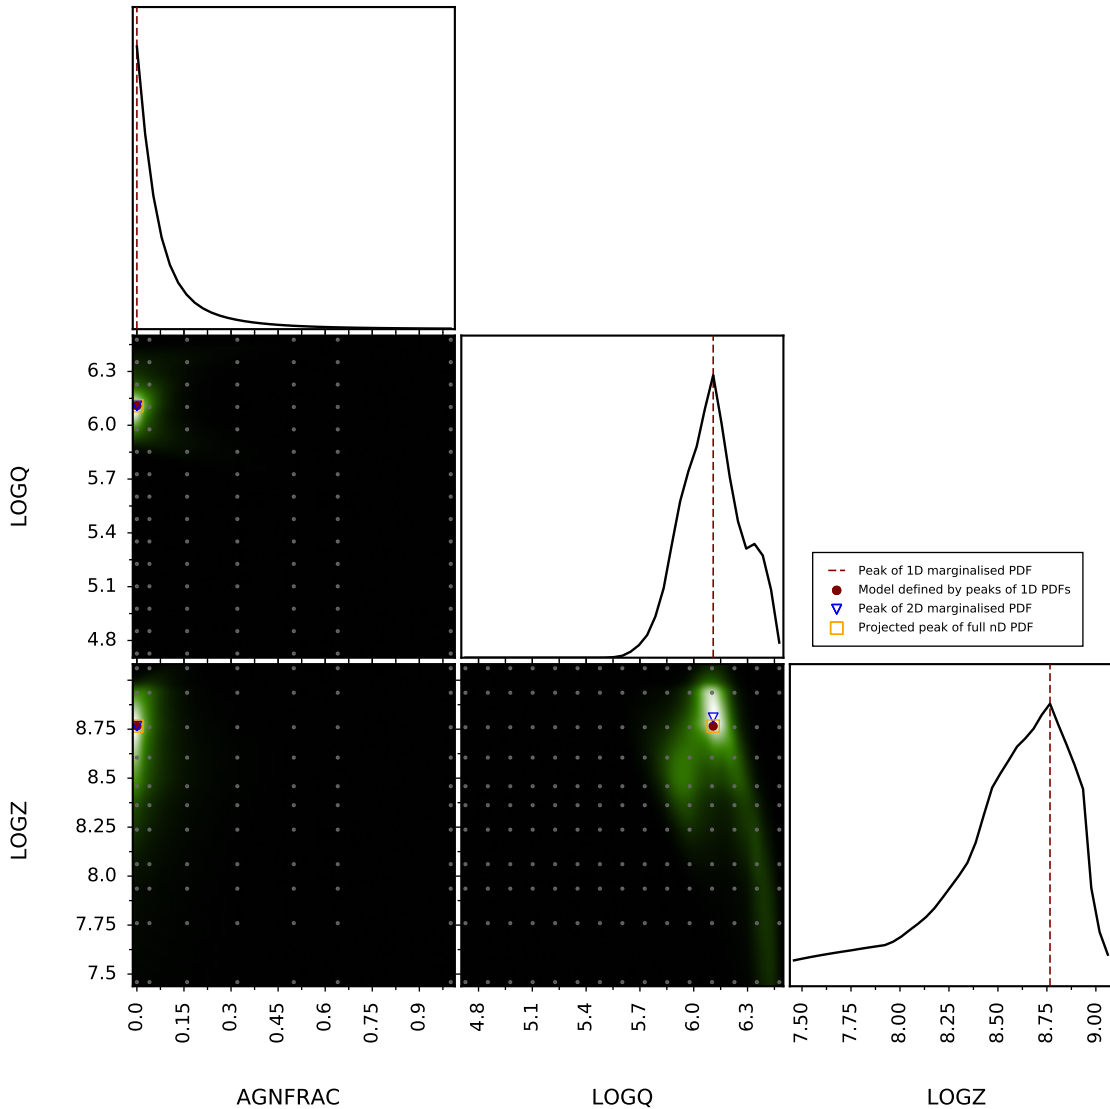 LOGQ
6.3
6.0
5.7
5.4
5.1
4.8
Peak of 1D marginalised PDF
Model defined by peaks of 1D PDFs
Peak of 2D marginalised PDF
Projected peak of full nD PDF
LOGZ
8.75
8.5
8.25
8.0
7.75
7.5
0.0 0.15 0.3 0.45 0.6 0.75 0.9
4.8 5.1 5.4 5.7 6.0 6.3
7.50 7.75 8.00 8.25 8.50 8.75 9.00
AGNFRAC LOGQ LOGZ